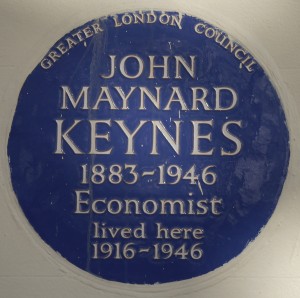 GREATER LONDON COUNCIL
JOHN
MAYNARD
KEYNES
1883~1946
Economist
lived here
1916~1946